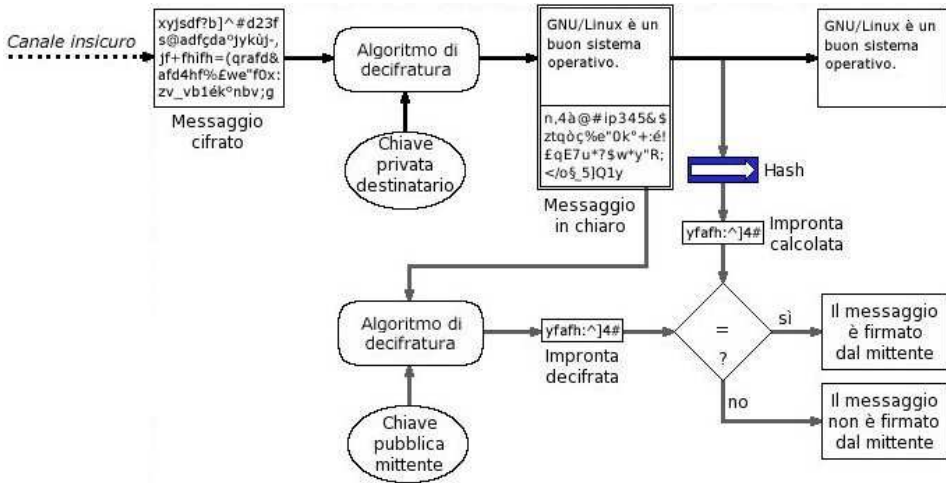 Canale insicuro
xyjsdf?b]^#d23f
s@adfçda°jykûj-,
jf+fhifh=(qrafd&
afd4hf%£we"f0x:
zv_vb1ék°nbv;g
Messaggio
cifrato
Algoritmo di
decifratura
Chiave
privata
destinatario
GNU/Linux è un
buon sistema
operativo.
n,4à@#ip345&$
ztqòç%e"0k°+:é!
£qE7u*?$w*y"R;
</o§_5]Q1y
Messaggio
in chiaro
GNU/Linux è un
buon sistema
operativo.
Hash
yfafh:^]4#
Impronta
calcolata
Algoritmo di
decifratura
Chiave
pubblica
mittente
yfafh:^]4#
Impronta
decifrata
=
?
sì
no
Il messaggio
è firmato
dal mittente
Il messaggio
non è firmato
dal mittente